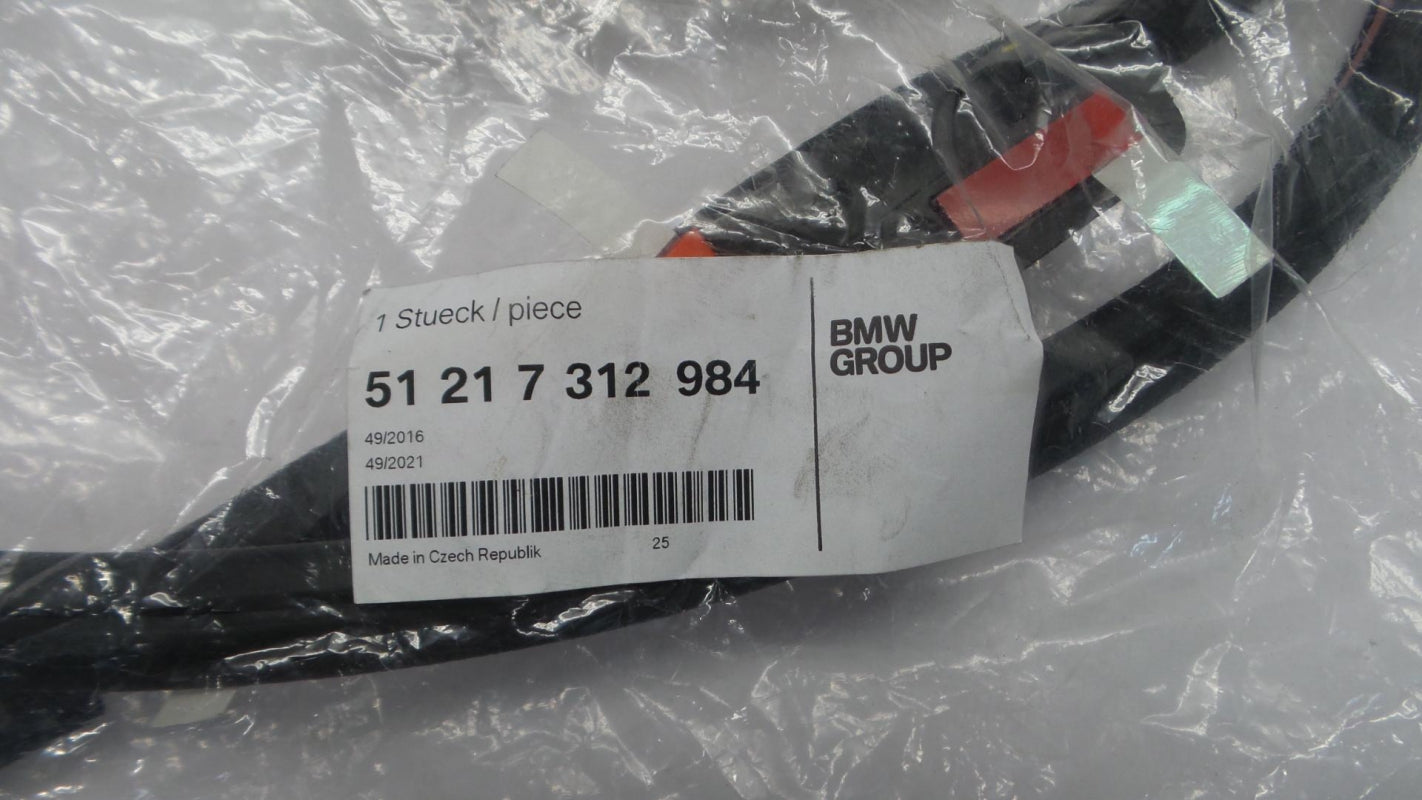 1 Stueck / piece
51 21 7 312 984
49/2016
49/2021
Made in Czech Republik 25
BMW
GROUP